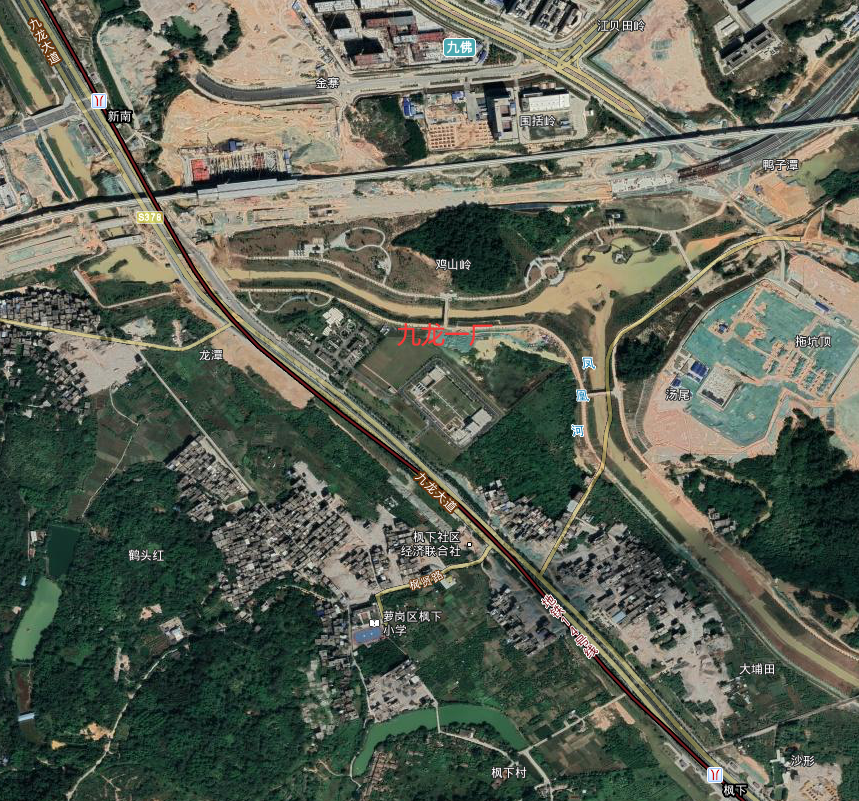 九龙大道
江贝田岭
九佛
金寨
新南
围括岭
鸭子潭
S378
鸡山岭
九龙一厂
龙潭
拖坑顶
凤凰河
汤尾
九龙大道
枫下社区
经济联合社
鹤头红
枫贤路
萝岗区枫下
小学
大埔田
沙形
枫下村
枫下